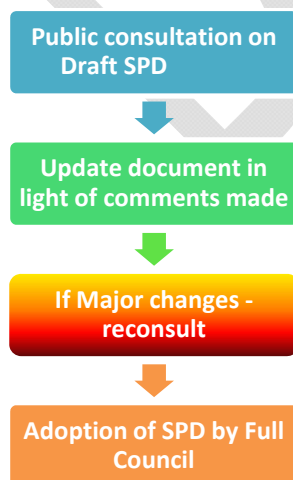 Public consultation on
Draft SPD
Update document in
light of comments made
If Major changes -
reconsult
Adoption of SPD by Full
Council